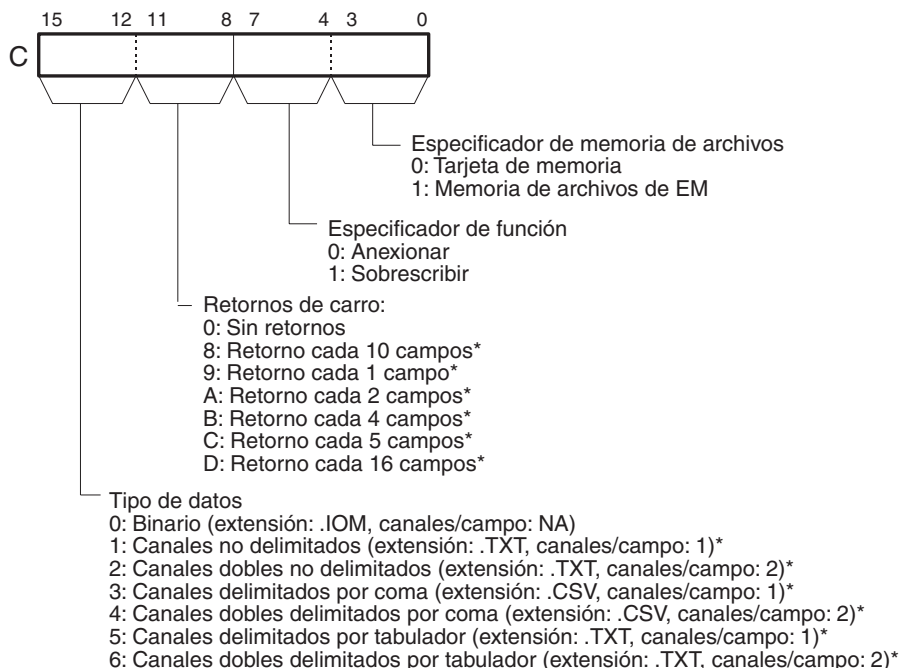 15 12 11 8 7 4 3 0
C
Especificador de memoria de archivos
0: Tarjeta de memoria
1: Memoria de archivos de EM
Especificador de función
0: Anexionar
1: Sobrescribir
Retornos de carro:
0: Sin retornos
8: Retorno cada 10 campos*
9: Retorno cada 1 campo*
A: Retorno cada 2 campos*
B: Retorno cada 4 campos*
C: Retorno cada 5 campos*
D: Retorno cada 16 campos*
Tipo de datos
0: Binario (extensión: .IOM, canales/campo: NA)
1: Canales no delimitados (extensión: .TXT, canales/campo: 1)*
2: Canales dobles no delimitados (extensión: .TXT, canales/campo: 2)*
3: Canales delimitados por coma (extensión: .CSV, canales/campo: 1)*
4: Canales dobles delimitados por coma (extensión: .CSV, canales/campo: 2)*
5: Canales delimitados por tabulador (extensión: .TXT, canales/campo: 1)*
6: Canales dobles delimitados por tabulador (extensión: .TXT, canales/campo: 2)*